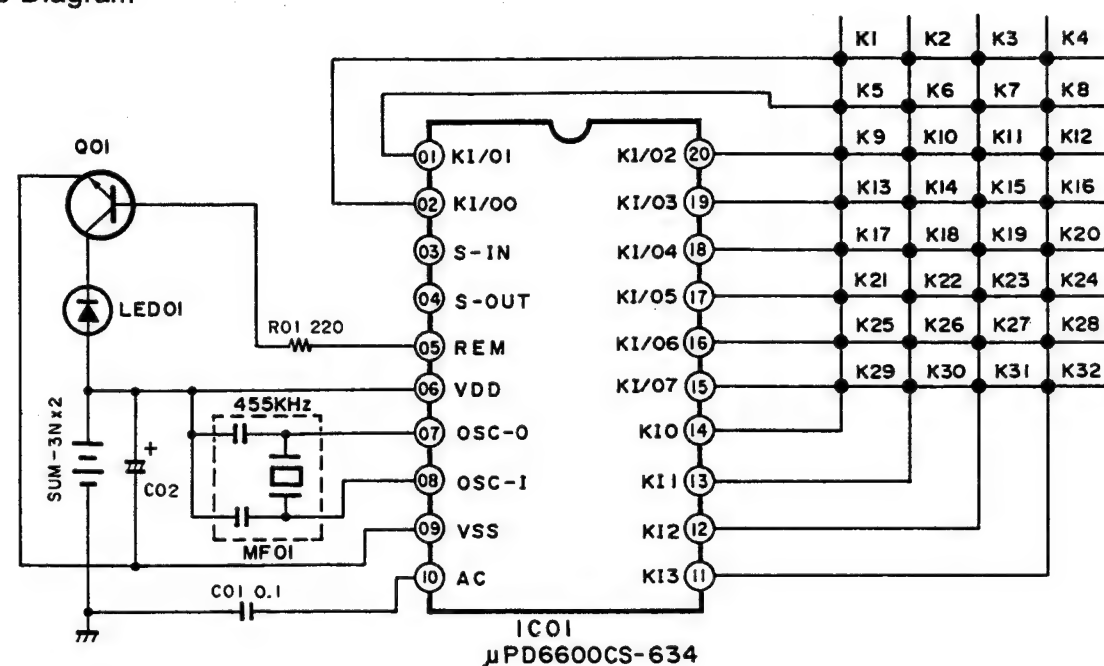 Diagram
K1 K2 K3 K4
K5 K6 K7 K8
K9 K10 K11 K12
K13 K14 K15 K16
K17 K18 K19 K20
K21 K22 K23 K24
K25 K26 K27 K28
K29 K30 K31 K32
Q01
LED01
R01 220
455KHz
SUM-3N×2
+
C02
MF01
C01 0.1
01 KI/O1
02 KI/O0
03 S-IN
04 S-OUT
05 REM
06 VDD
07 OSC-O
08 OSC-I
09 VSS
10 AC
KI/O2 20
KI/O3 19
KI/O4 18
KI/O5 17
KI/O6 16
KI/O7 15
KI0 14
KI1 13
KI2 12
KI3 11
IC01
μPD6600CS-634